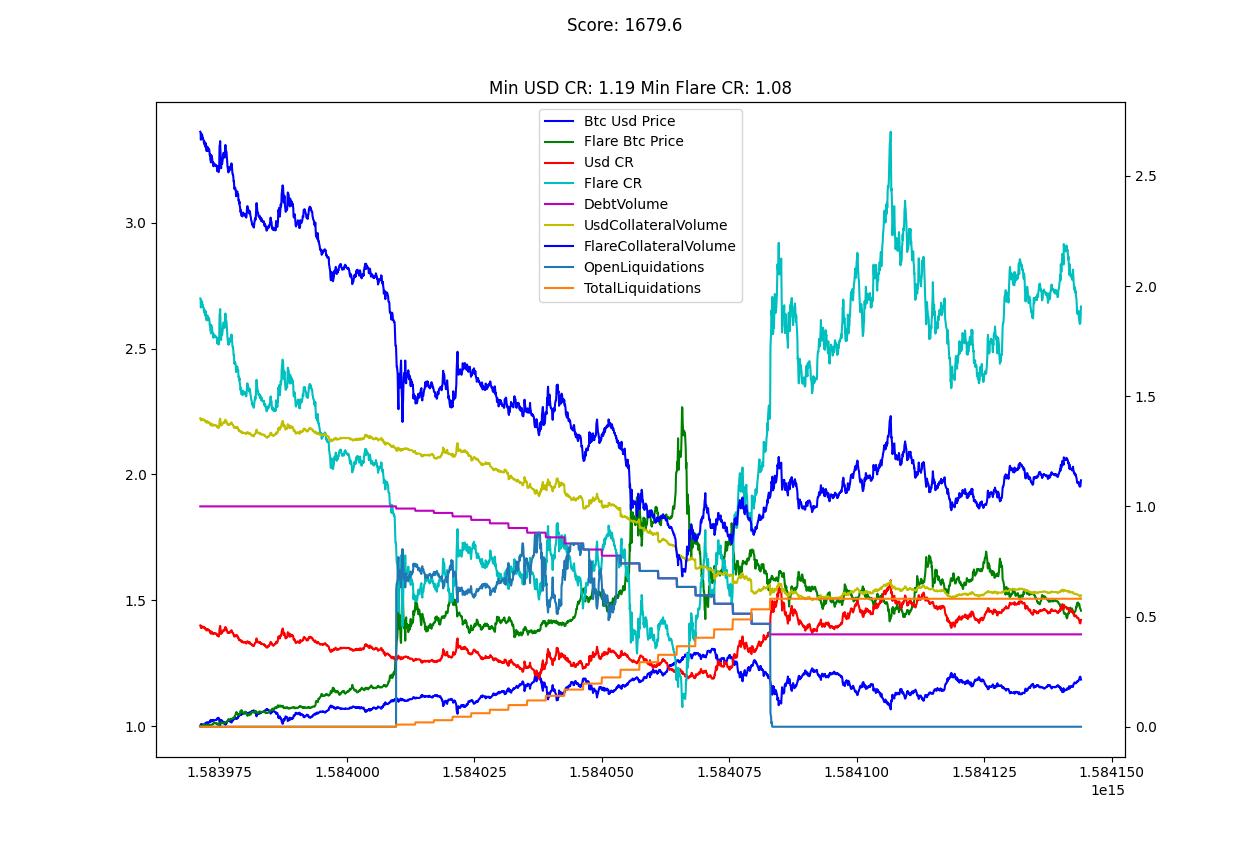 Score: 1679.6
Min USD CR: 1.19 Min Flare CR: 1.08
Btc Usd Price
Flare Btc Price
Usd CR
Flare CR
DebtVolume
UsdCollateralVolume
FlareCollateralVolume
OpenLiquidations
TotalLiquidations
3.0
2.5
2.0
1.5
1.0
2.5
2.0
1.5
1.0
0.5
0.0
1.583975 1.584000 1.584025 1.584050 1.584075 1.584100 1.584125 1.584150
1e15